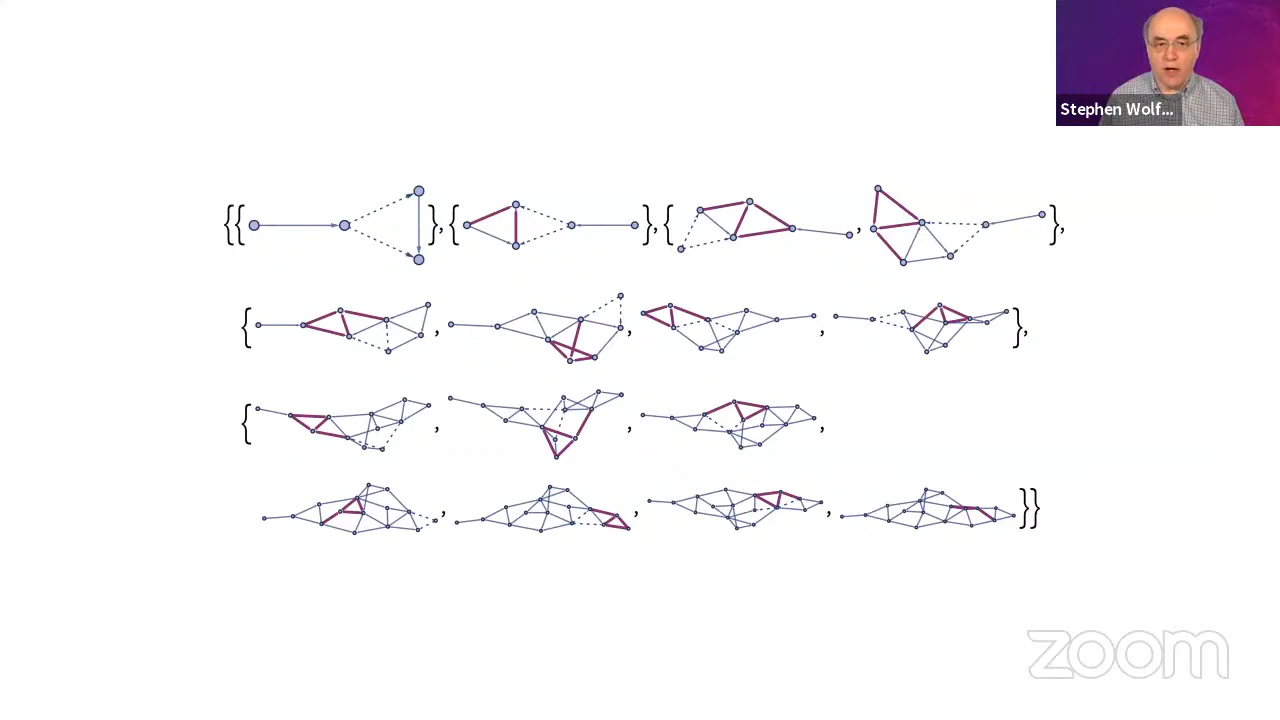 Stephen Wolf...
{{ }, { }, { , },
{ , , , },
{ , , ,
, , , }}
zoom